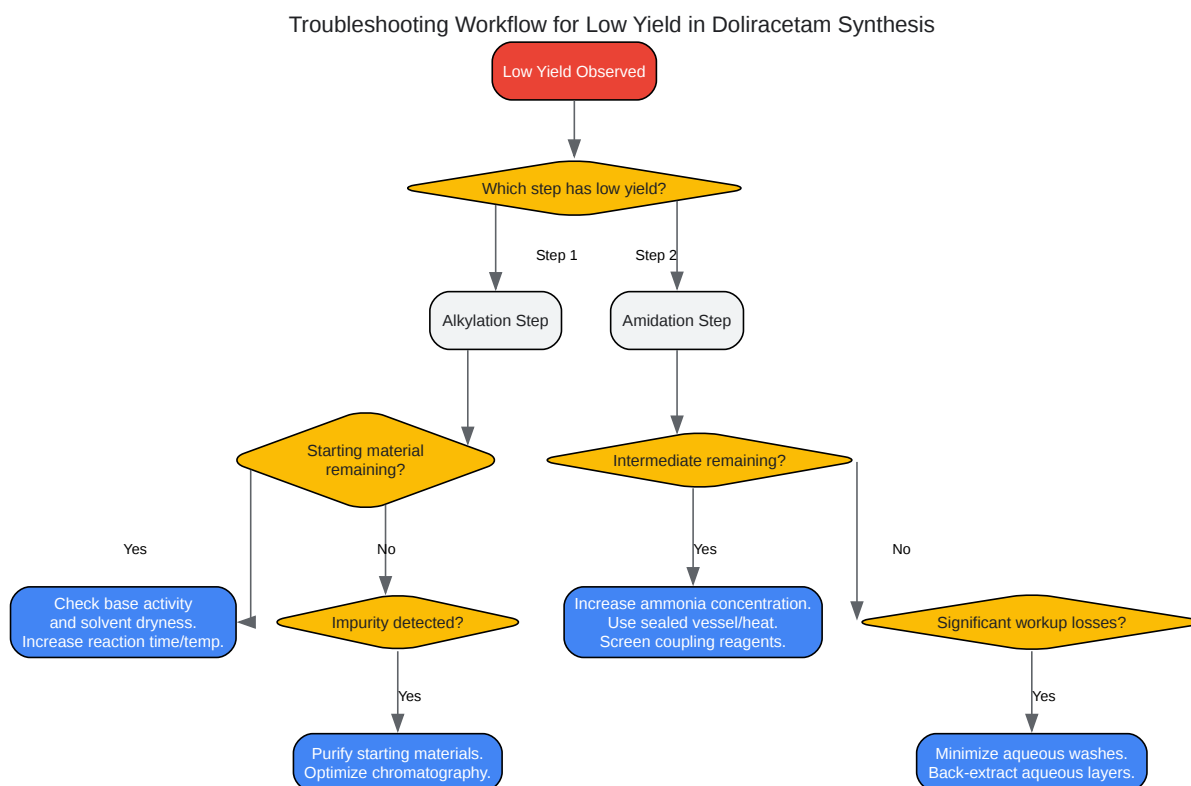 Troubleshooting Workflow for Low Yield in Doliracetam Synthesis
Low Yield Observed
Which step has low yield?
Step 1
Step 2
Alkylation Step
Amidation Step
Starting material
remaining?
Intermediate remaining?
Yes
No
Yes
No
Check base activity
and solvent dryness.
Increase reaction time/temp.
Impurity detected?
Increase ammonia concentration.
Use sealed vessel/heat.
Screen coupling reagents.
Significant workup losses?
Yes
Yes
Purify starting materials.
Optimize chromatography.
Minimize aqueous washes.
Back-extract aqueous layers.